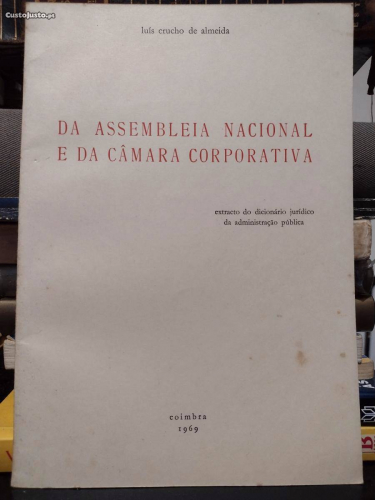 CustoJusto.pt
luís crucho de almeida
DA ASSEMBLEIA NACIONAL
E DA CÂMARA CORPORATIVA
extracto do dicionário jurídico
da administração pública
coimbra
1969